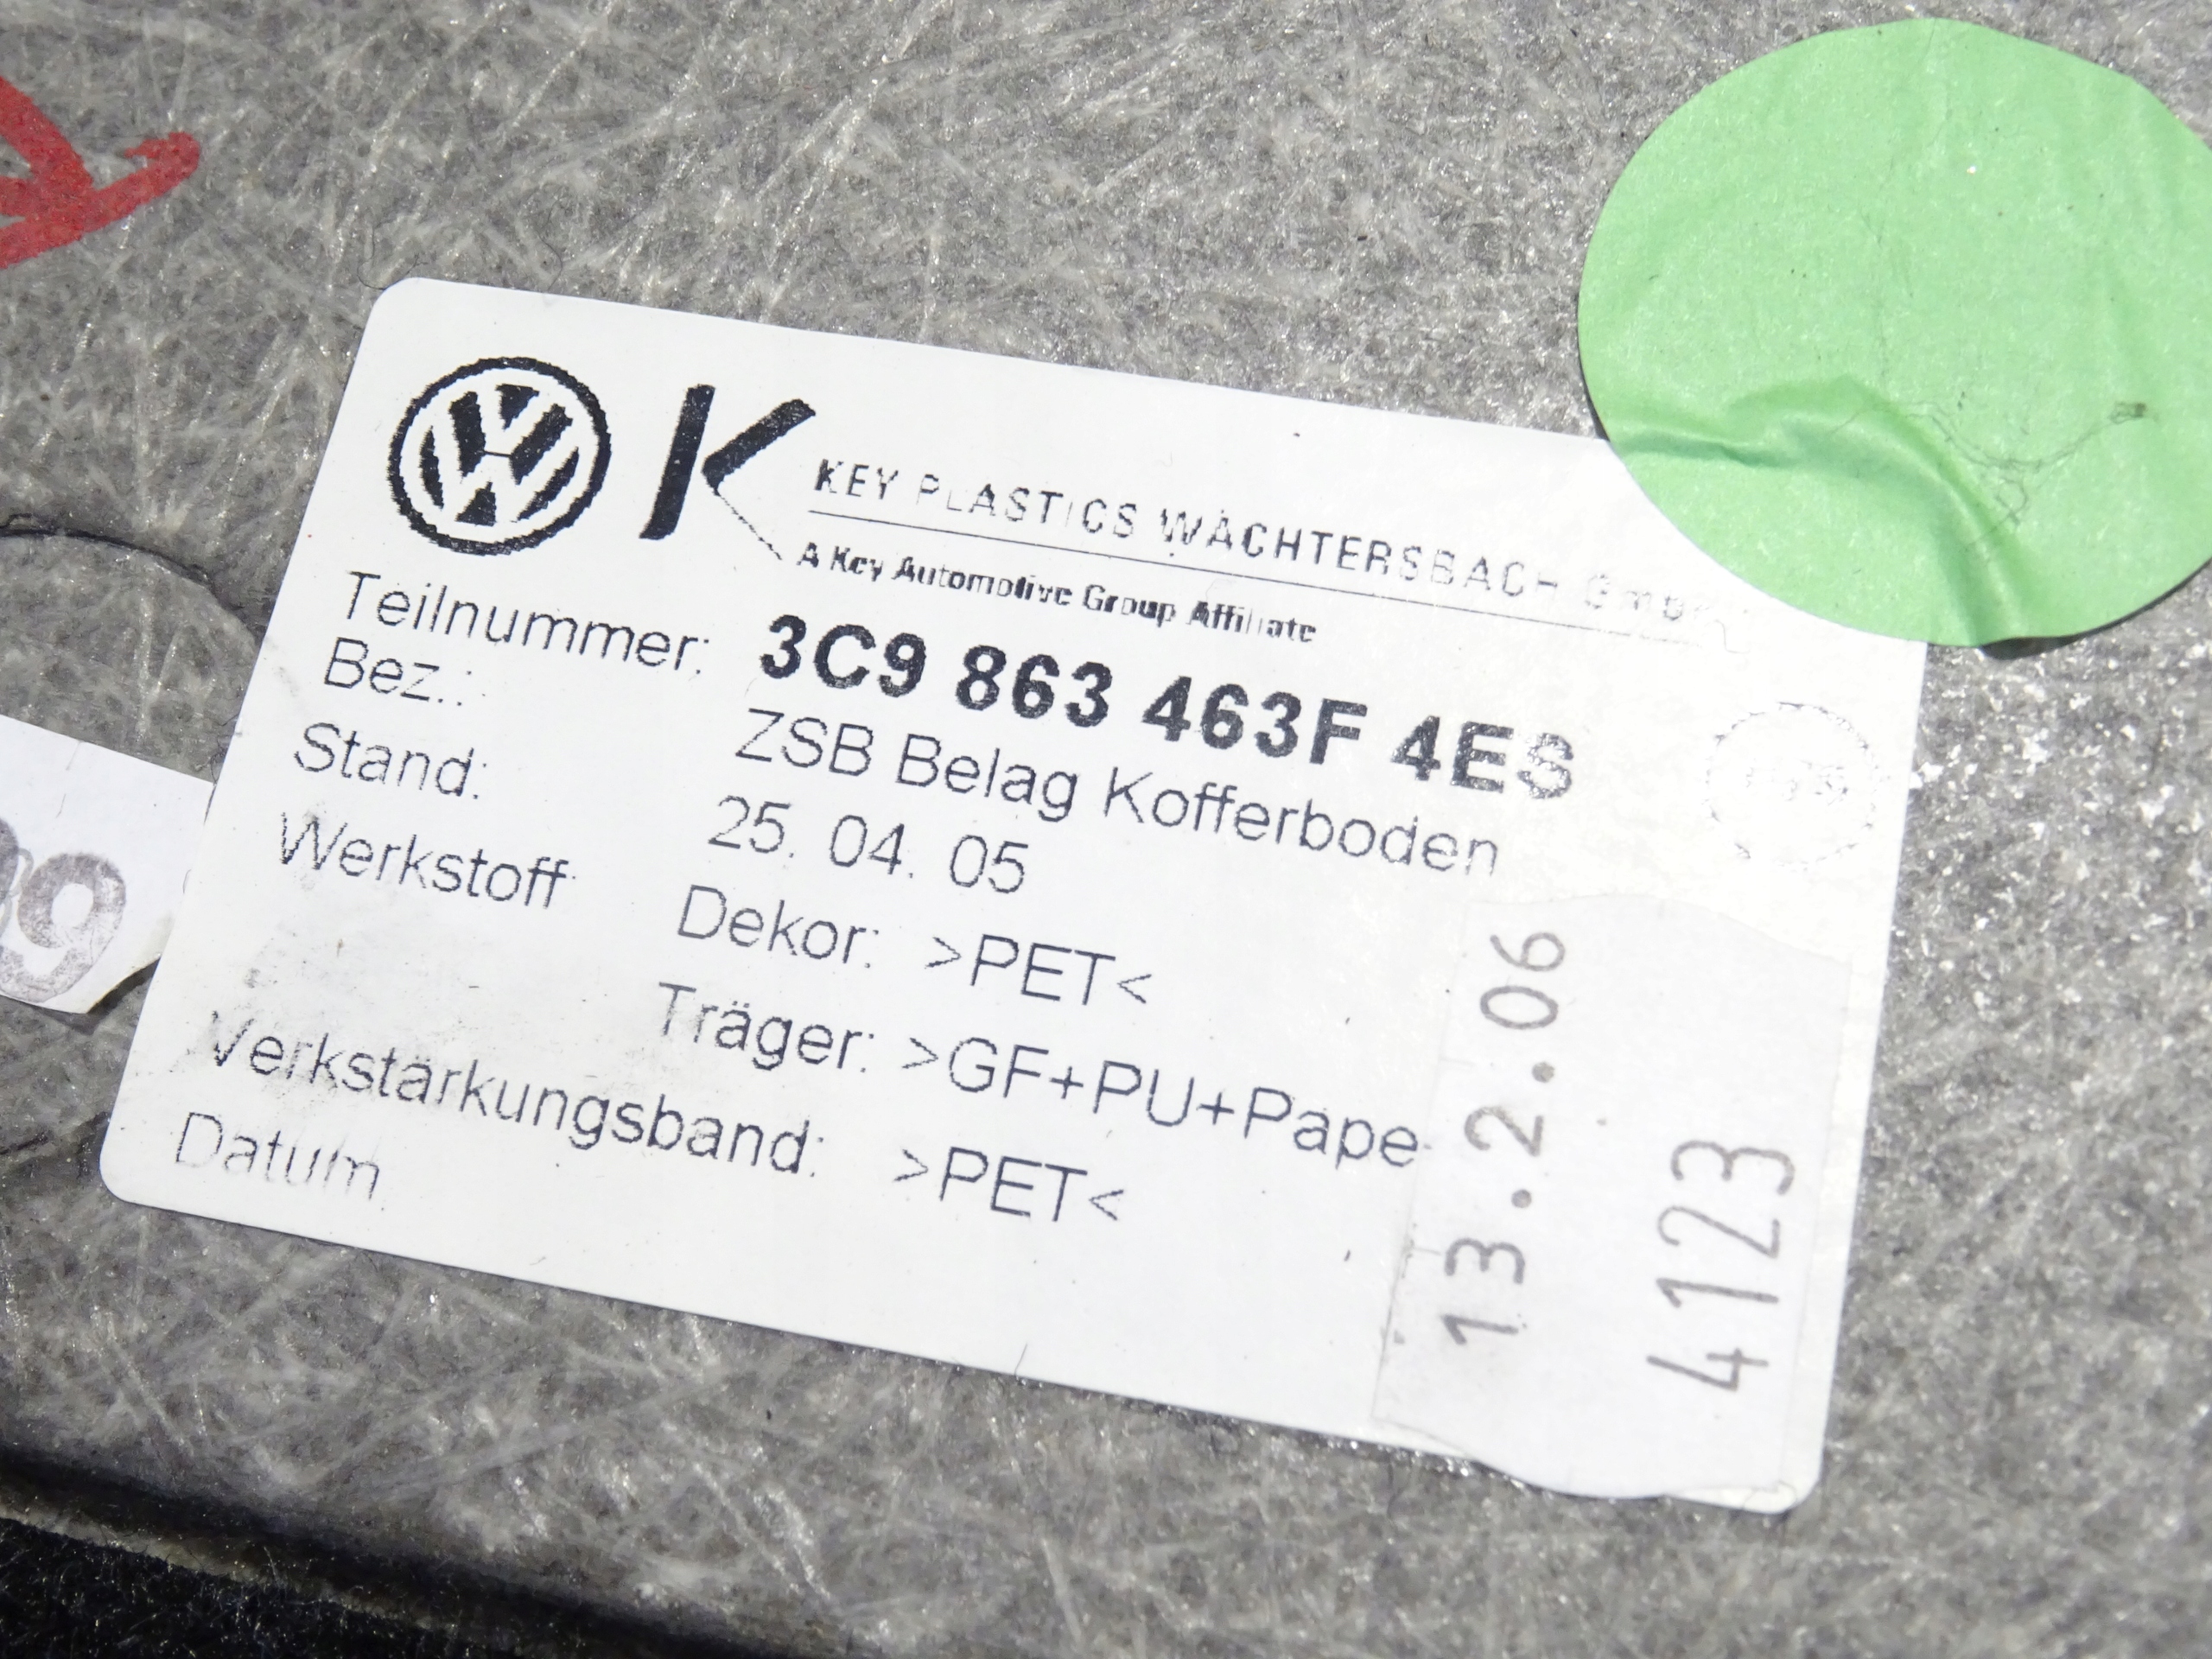 KEY PLASTICS WÄCHTERSBACH GmbH
A Key Automotive Group Affiliate
Teilnummer: 3C9 863 463F 4ES
Bez.: ZSB Belag Kofferboden
Stand: 25. 04. 05
Werkstoff Dekor: >PET<
Träger: >GF+PU+Pape
Verkstärkungsband: >PET<
Datum
13.2.06
4123